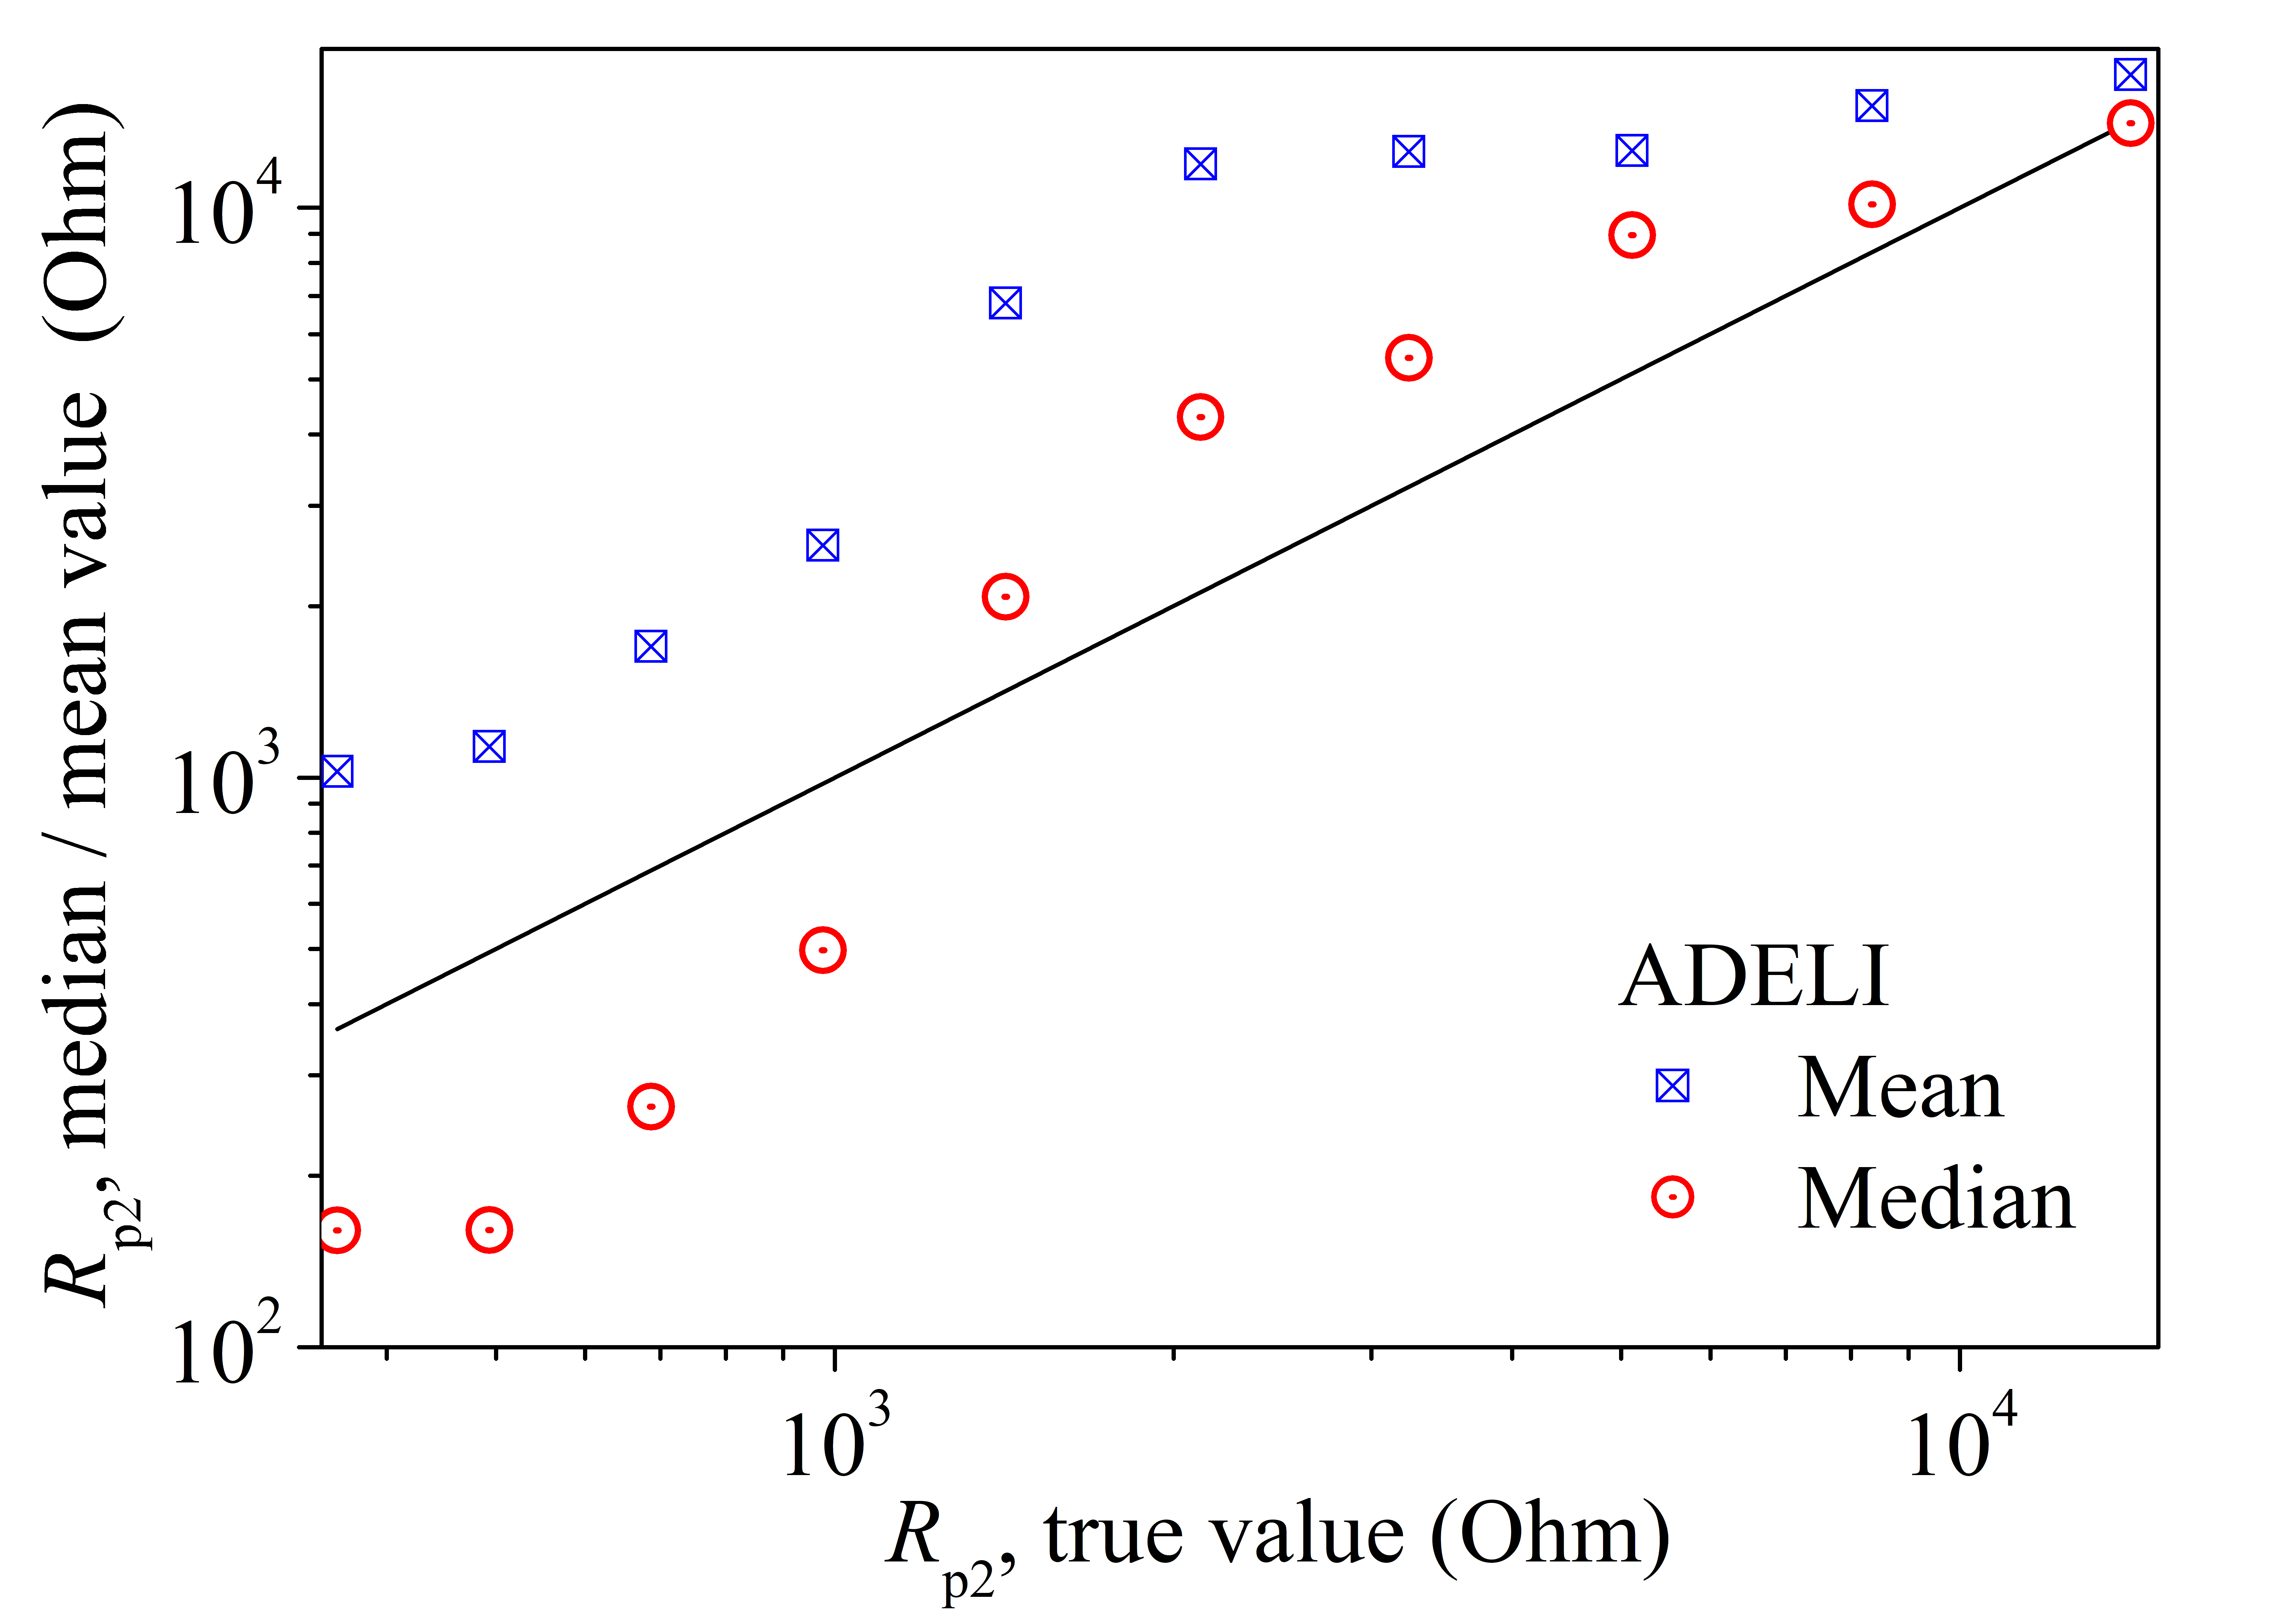 R_p2, median / mean value (Ohm)
10^4
10^3
10^2
ADELI
Mean
Median
10^3 10^4
R_p2, true value (Ohm)